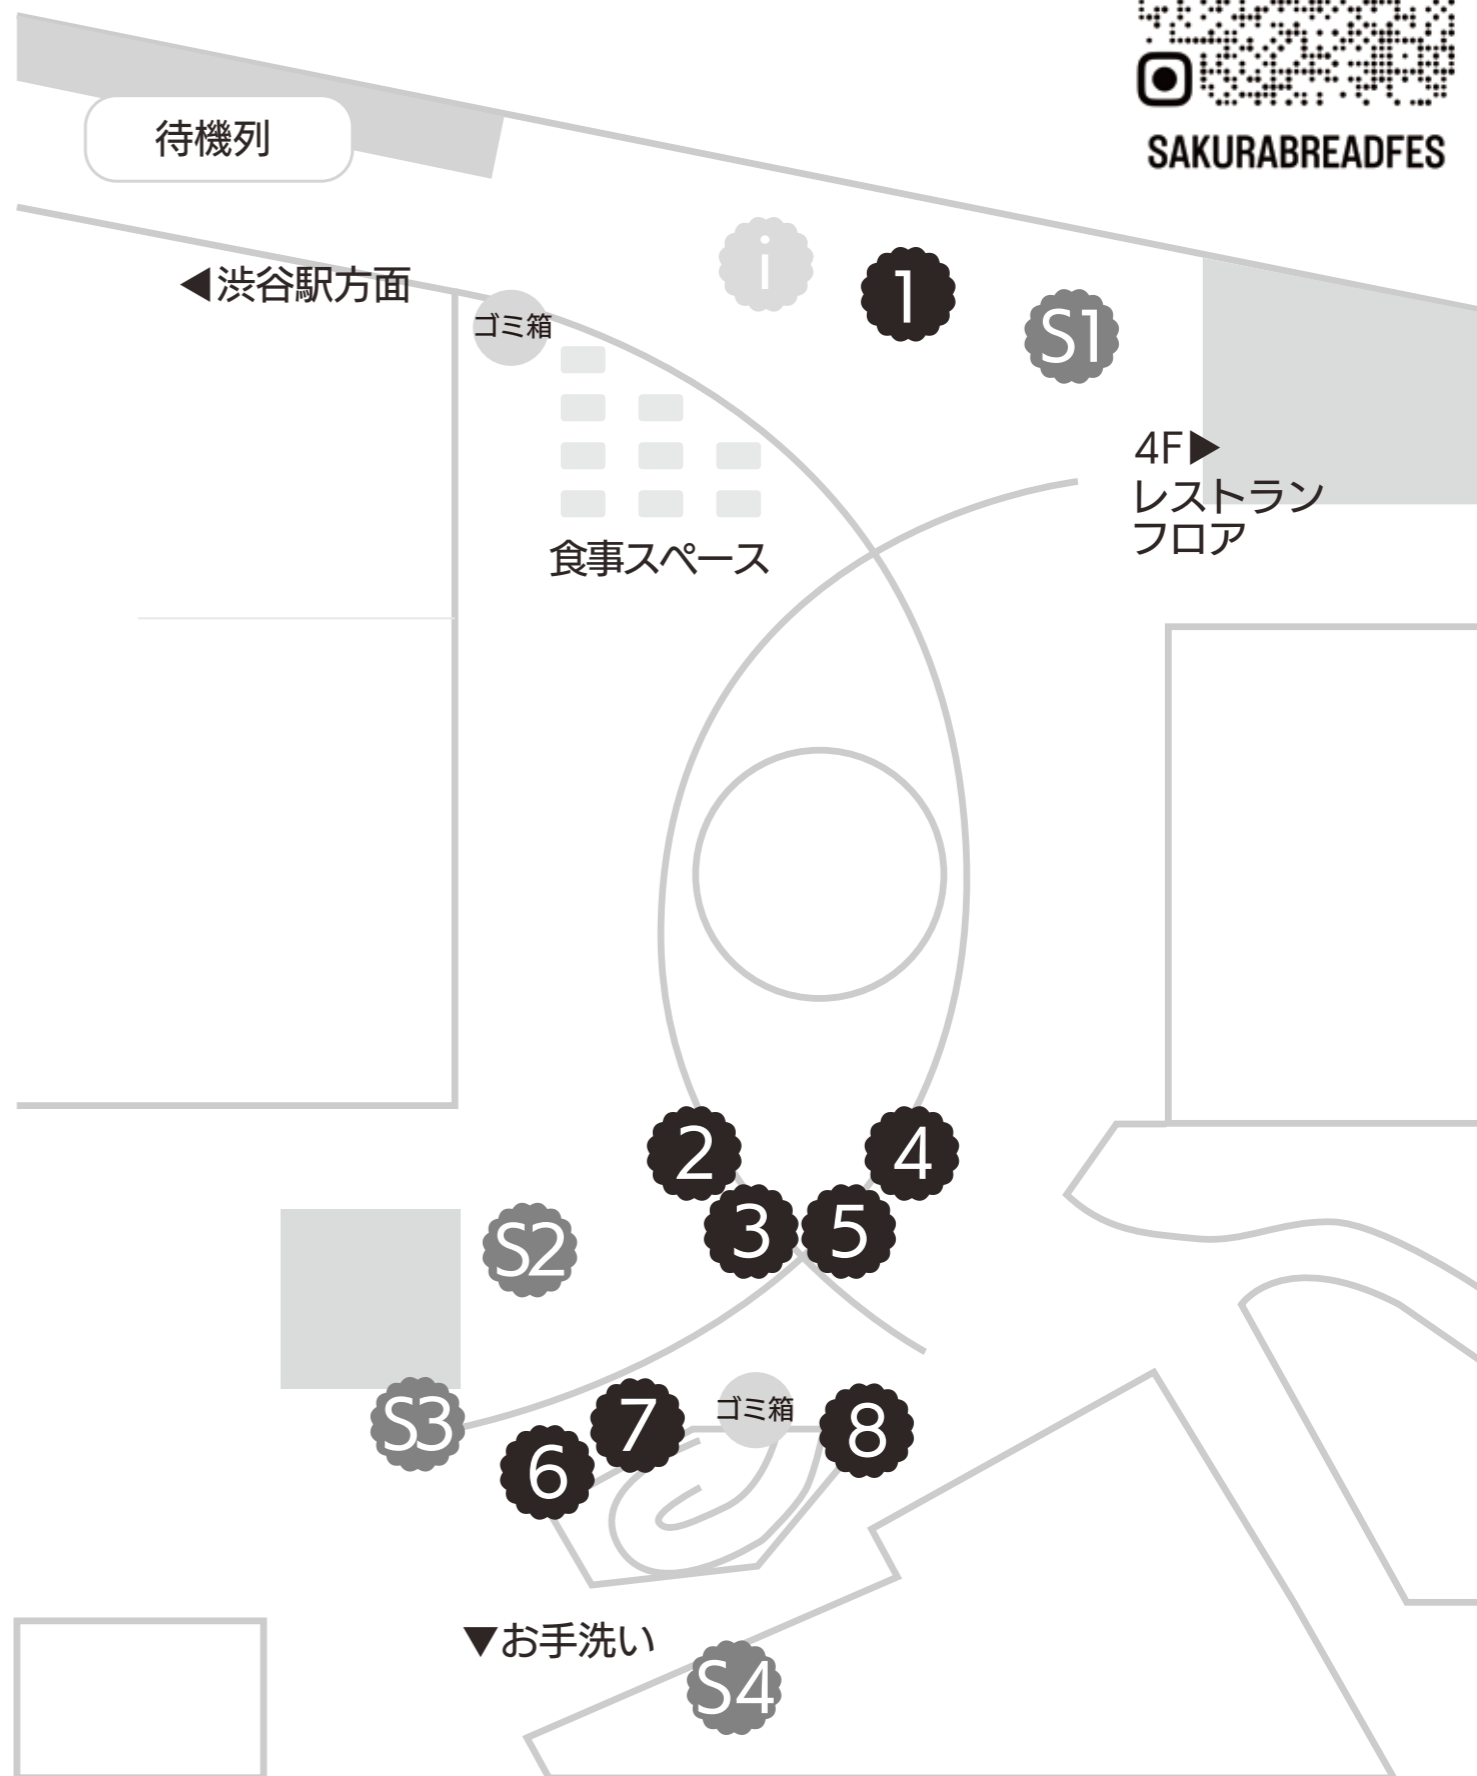 SAKURABREADFES
待機列
i
1
◀渋谷駅方面
S1
ゴミ箱
4F▶
レストラン
フロア
食事スペース
2
4
3
5
S2
S3
7
ゴミ箱
8
6
▼お手洗い
S4